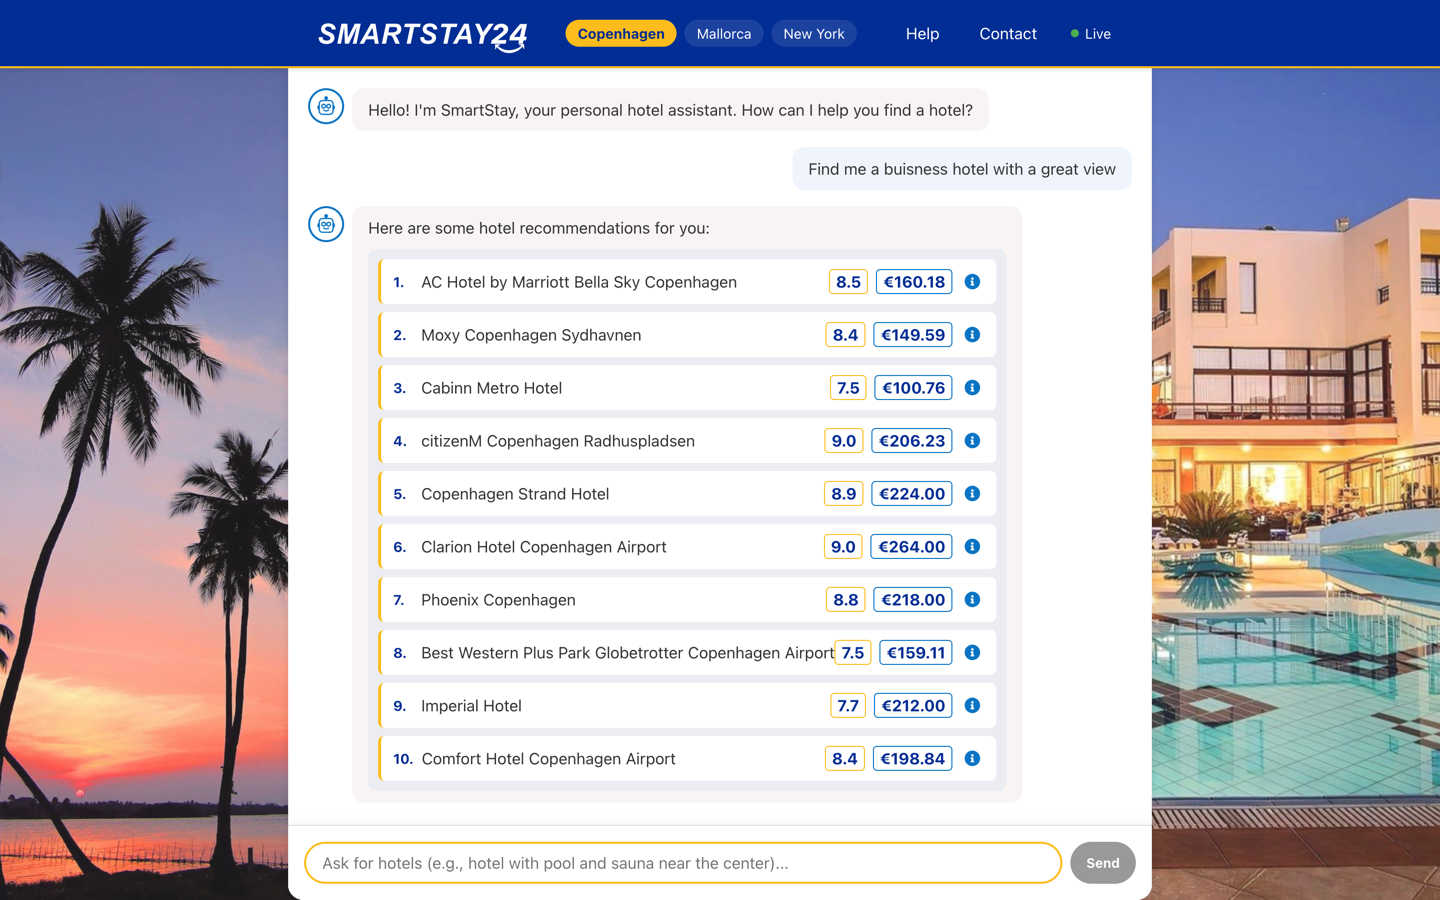 SMARTSTAY24 Copenhagen Mallorca New York Help Contact Live
Hello! I'm SmartStay, your personal hotel assistant. How can I help you find a hotel?
Find me a buisness hotel with a great view
Here are some hotel recommendations for you:
1. AC Hotel by Marriott Bella Sky Copenhagen 8.5 €160.18
2. Moxy Copenhagen Sydhavnen 8.4 €149.59
3. Cabinn Metro Hotel 7.5 €100.76
4. citizenM Copenhagen Radhuspladsen 9.0 €206.23
5. Copenhagen Strand Hotel 8.9 €224.00
6. Clarion Hotel Copenhagen Airport 9.0 €264.00
7. Phoenix Copenhagen 8.8 €218.00
8. Best Western Plus Park Globetrotter Copenhagen Airport 7.5 €159.11
9. Imperial Hotel 7.7 €212.00
10. Comfort Hotel Copenhagen Airport 8.4 €198.84
Ask for hotels (e.g., hotel with pool and sauna near the center)... Send